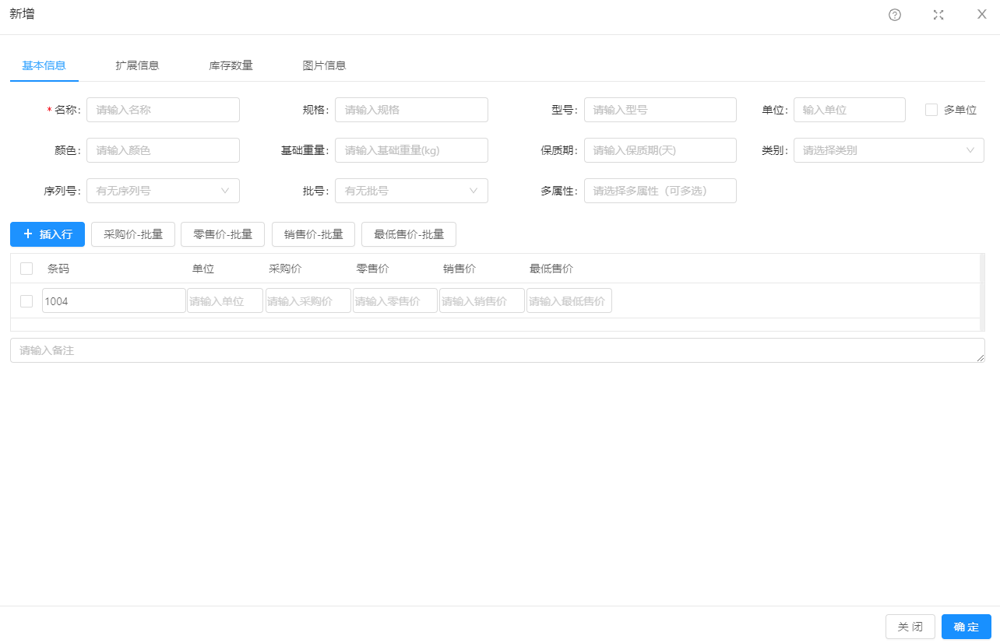 新增
基本信息 扩展信息 库存数量 图片信息
* 名称: 请输入名称 规格: 请输入规格 型号: 请输入型号 单位: 输入单位 多单位
颜色: 请输入颜色 基础重量: 请输入基础重量(kg) 保质期: 请输入保质期(天) 类别: 请选择类别
序列号: 有无序列号 批号: 有无批号 多属性: 请选择多属性（可多选）
+ 插入行 采购价-批量 零售价-批量 销售价-批量 最低售价-批量
条码 单位 采购价 零售价 销售价 最低售价
1004 请输入单位 请输入采购价 请输入零售价 请输入销售价 请输入最低售价
请输入备注
关闭 确定